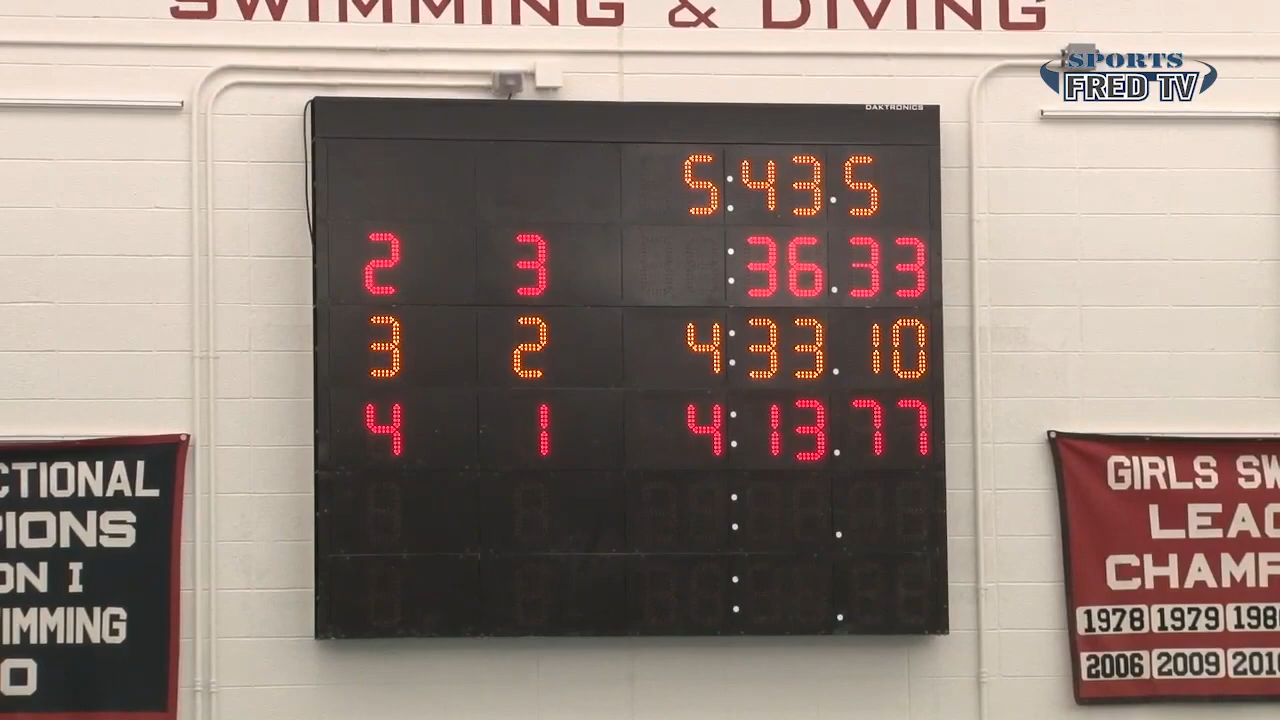 SWIMMING & DIVING
SPORTS
FRED TV
DAKTRONICS
5:43.5
2 3 :36.33
3 2 4:33.10
4 1 4:13.77
CTIONAL
PIONS
ON I
IMMING
0
GIRLS SW
LEAG
CHAMP
1978 1979 198
2006 2009 201